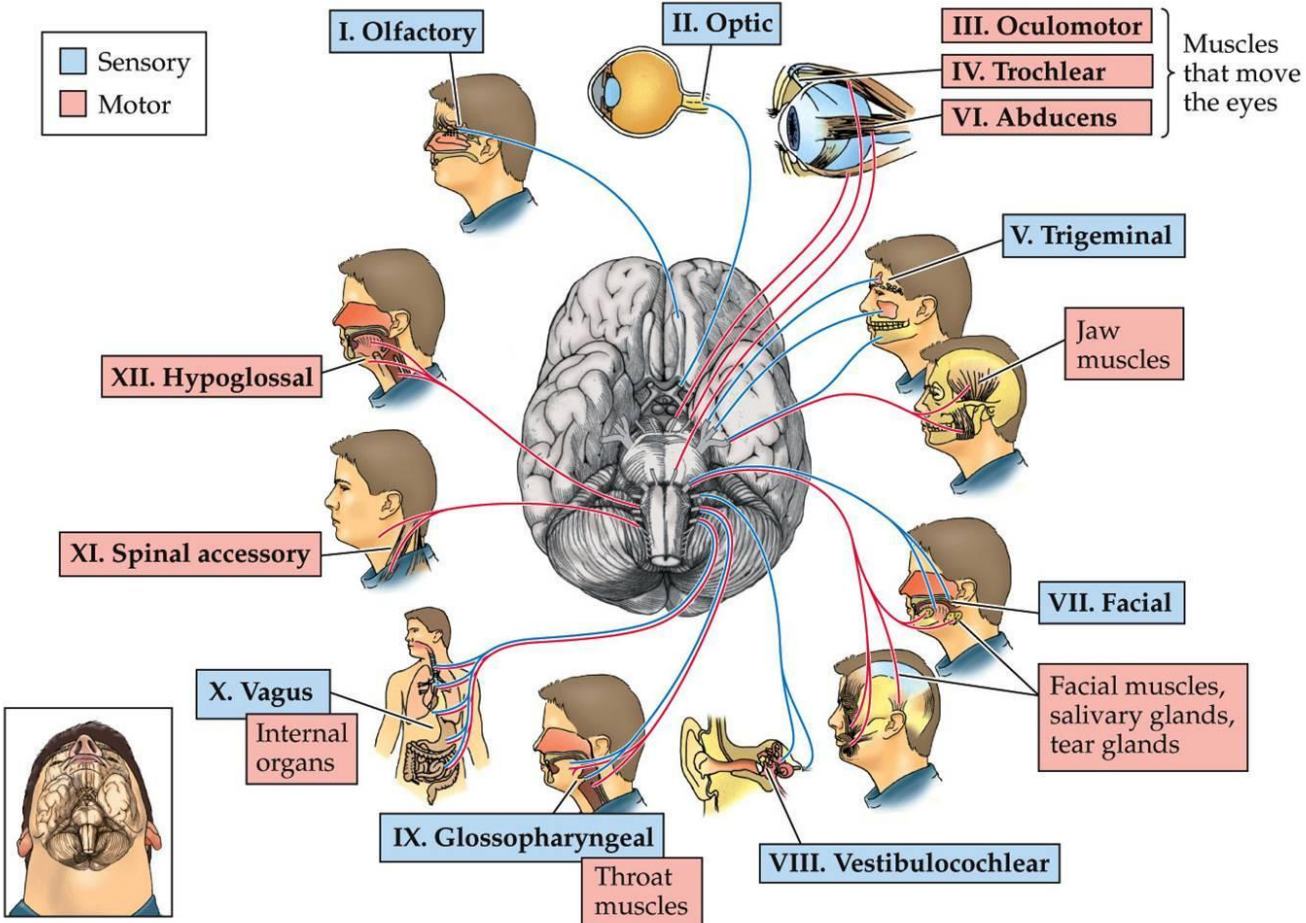 Sensory
Motor
I. Olfactory
II. Optic
III. Oculomotor
IV. Trochlear
VI. Abducens
Muscles
that move
the eyes
V. Trigeminal
Jaw
muscles
VII. Facial
Facial muscles,
salivary glands,
tear glands
VIII. Vestibulocochlear
IX. Glossopharyngeal
Throat
muscles
X. Vagus
Internal
organs
XI. Spinal accessory
XII. Hypoglossal